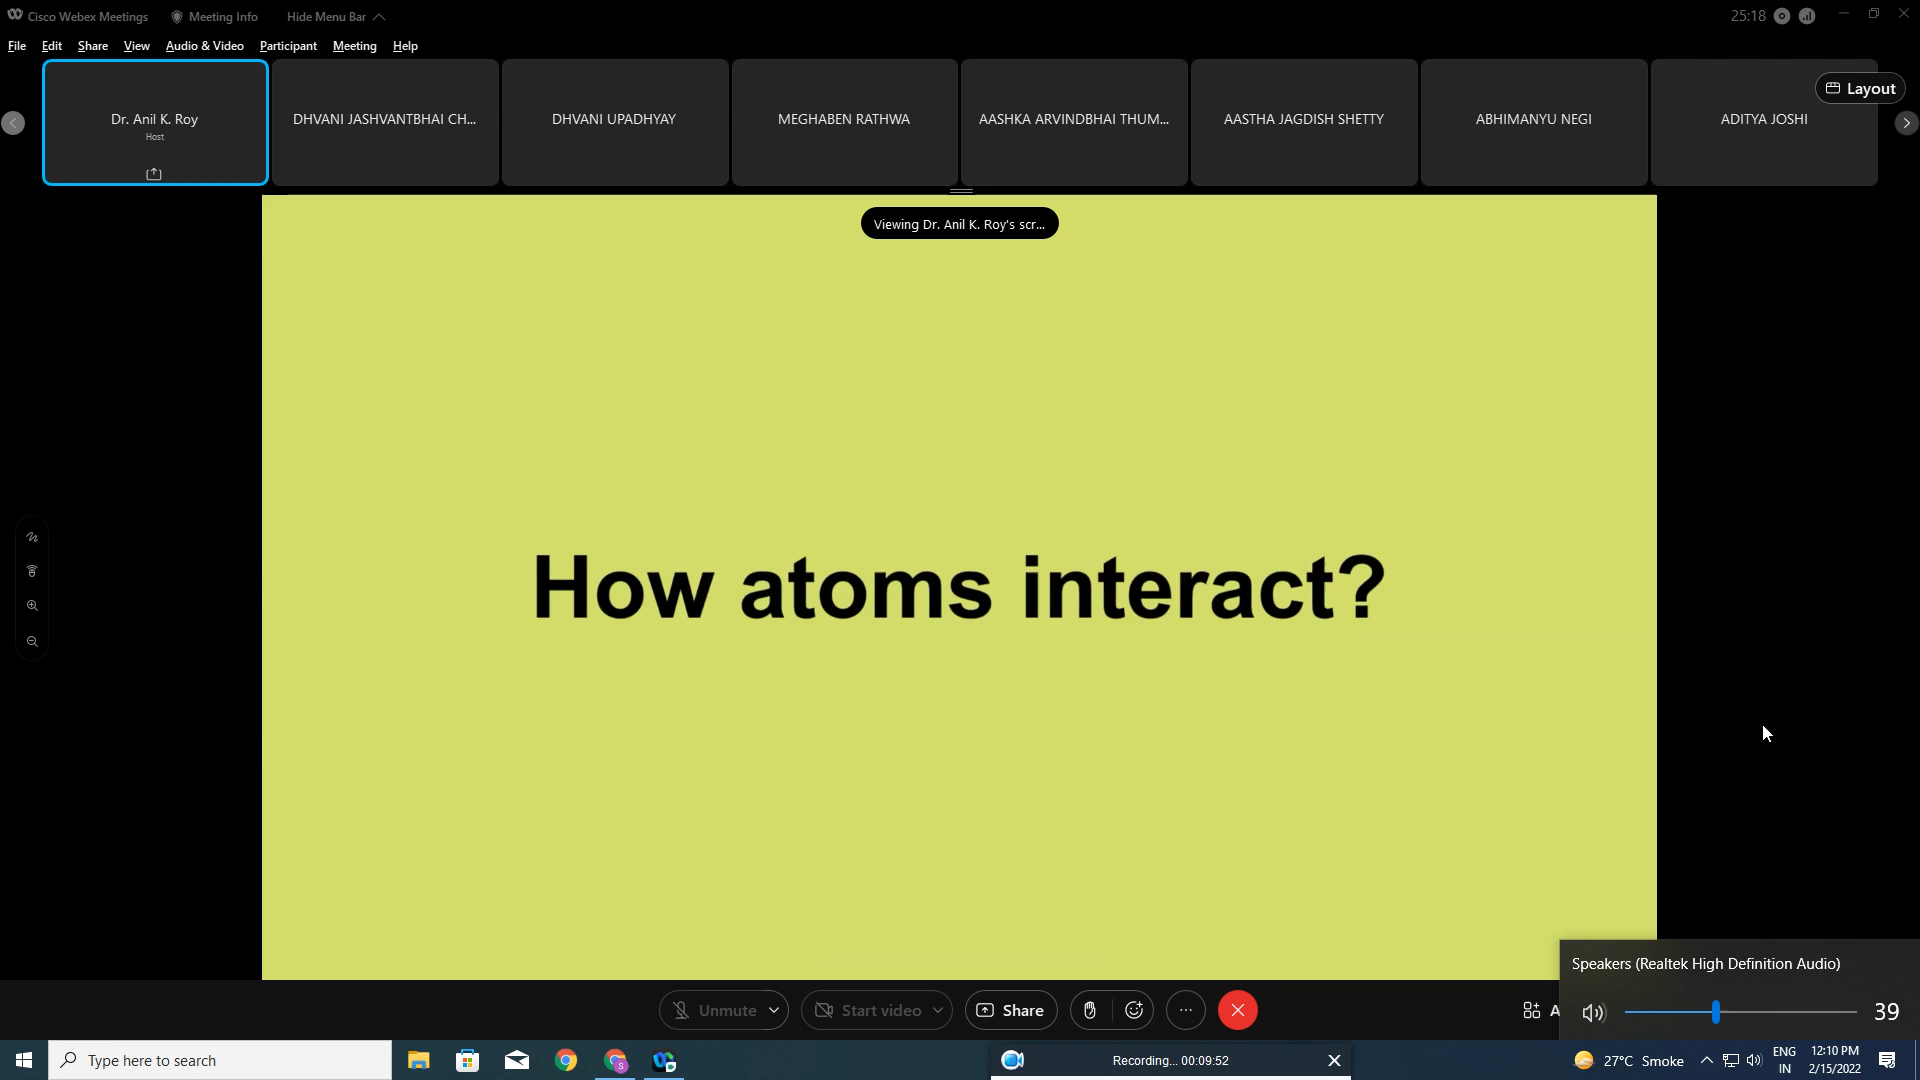 Cisco Webex Meetings Meeting Info Hide Menu Bar 25:18
File Edit Share View Audio & Video Participant Meeting Help
Layout
Dr. Anil K. Roy DHVANI JASHVANTBHAI CH... DHVANI UPADHYAY MEGHABEN RATHWA AASHKA ARVINDBHAI THUM... AASTHA JAGDISH SHETTY ABHIMANYU NEGI ADITYA JOSHI
Host
Viewing Dr. Anil K. Roy's scr...
How atoms interact?
Speakers (Realtek High Definition Audio)
39
Unmute Start video Share A
Type here to search
Recording... 00:09:52
27°C Smoke
ENG
IN
12:10 PM
2/15/2022